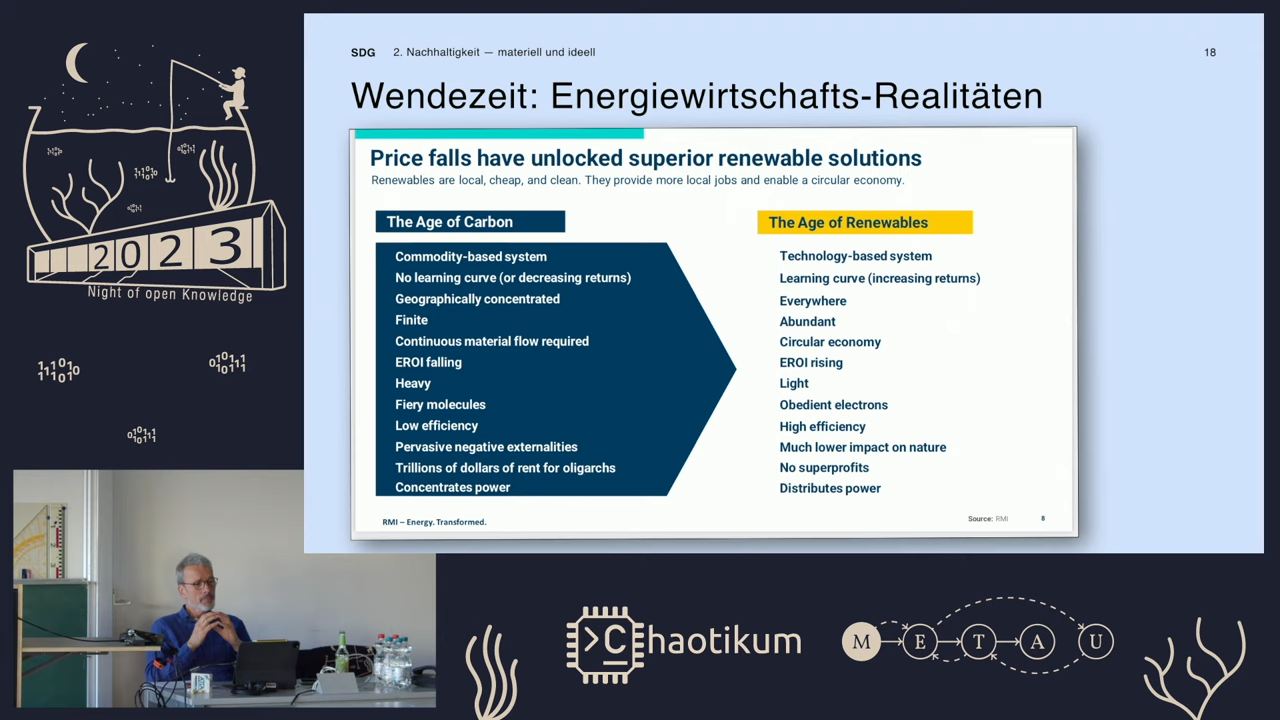 SDG 2. Nachhaltigkeit — materiell und ideell 18
Wendezeit: Energiewirtschafts-Realitäten
Price falls have unlocked superior renewable solutions
Renewables are local, cheap, and clean. They provide more local jobs and enable a circular economy.
The Age of Carbon
Commodity-based system
No learning curve (or decreasing returns)
Geographically concentrated
Finite
Continuous material flow required
EROI falling
Heavy
Fiery molecules
Low efficiency
Pervasive negative externalities
Trillions of dollars of rent for oligarchs
Concentrates power
The Age of Renewables
Technology-based system
Learning curve (increasing returns)
Everywhere
Abundant
Circular economy
EROI rising
Light
Obedient electrons
High efficiency
Much lower impact on nature
No superprofits
Distributes power
RMI – Energy. Transformed.
Source: RMI 8
2023
Night of open Knowledge
>C haotikum
M E T A U